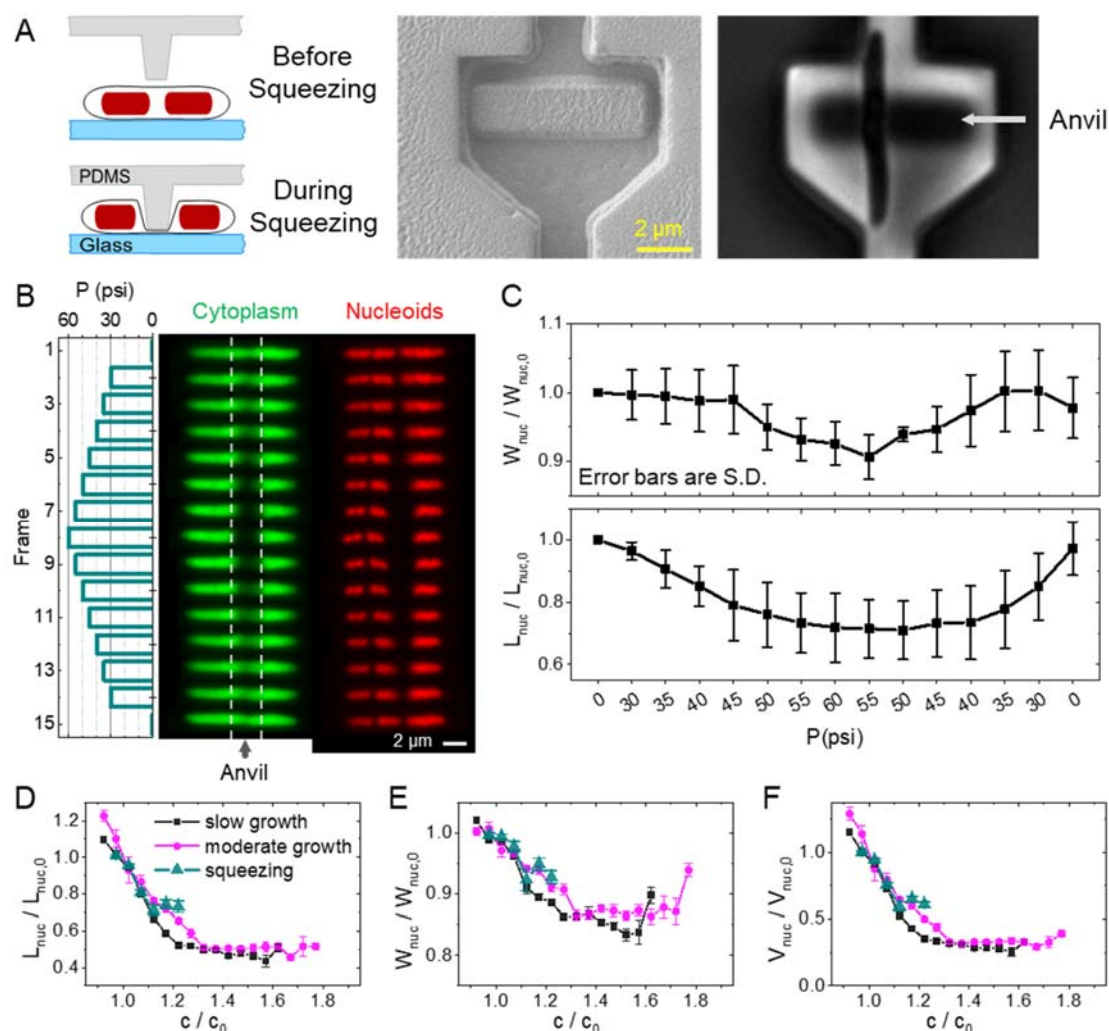 A
Before
Squeezing
During
Squeezing
PDMS
Glass
2 µm
Anvil
B
P (psi)
60 30 0
Cytoplasm
Nucleoids
Frame
1
3
5
7
9
11
13
15
2 µm
Anvil
C
W_nuc / W_nuc,0
1.1
1.0
0.9
Error bars are S.D.
L_nuc / L_nuc,0
1.0
0.8
0.6
0 30 35 40 45 50 55 60 55 50 45 40 35 30 0
P(psi)
D
L_nuc / L_nuc,0
1.2
1.0
0.8
0.6
0.4
slow growth
moderate growth
squeezing
1.0 1.2 1.4 1.6 1.8
c / c_0
E
W_nuc / W_nuc,0
1.0
0.9
0.8
1.0 1.2 1.4 1.6 1.8
c / c_0
F
V_nuc / V_nuc,0
1.0
0.5
0.0
1.0 1.2 1.4 1.6 1.8
c / c_0